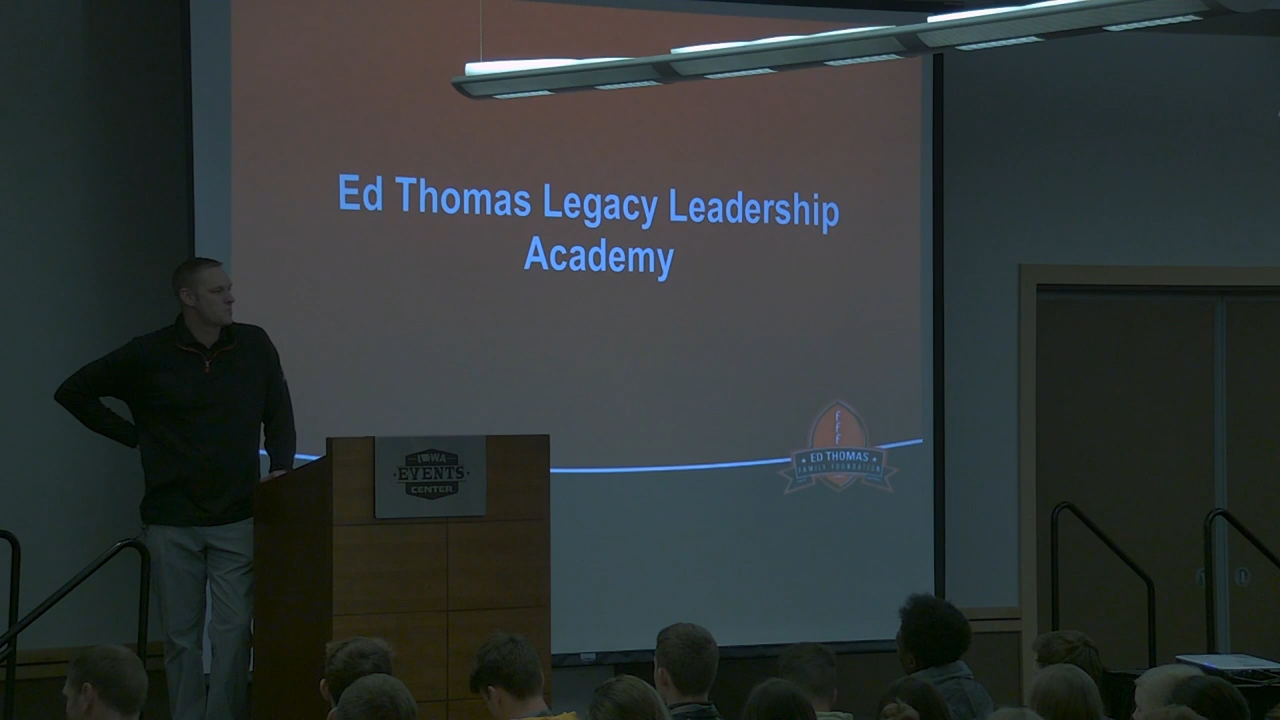 Ed Thomas Legacy Leadership
Academy
F
F
F
ED THOMAS
FAMILY FOUNDATION
IOWA
EVENTS
CENTER